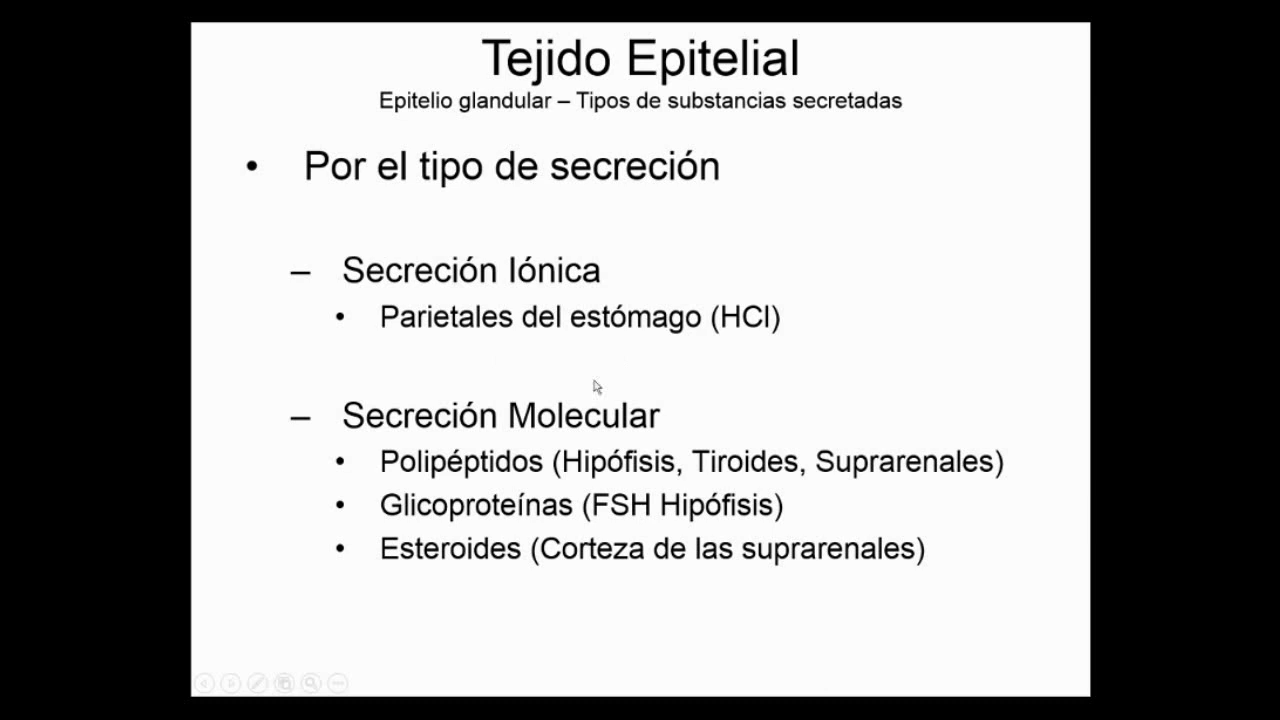 Tejido Epitelial
Epitelio glandular – Tipos de substancias secretadas
• Por el tipo de secreción
– Secreción Iónica
• Parietales del estómago (HCl)
– Secreción Molecular
• Polipéptidos (Hipófisis, Tiroides, Suprarenales)
• Glicoproteínas (FSH Hipófisis)
• Esteroides (Corteza de las suprarenales)